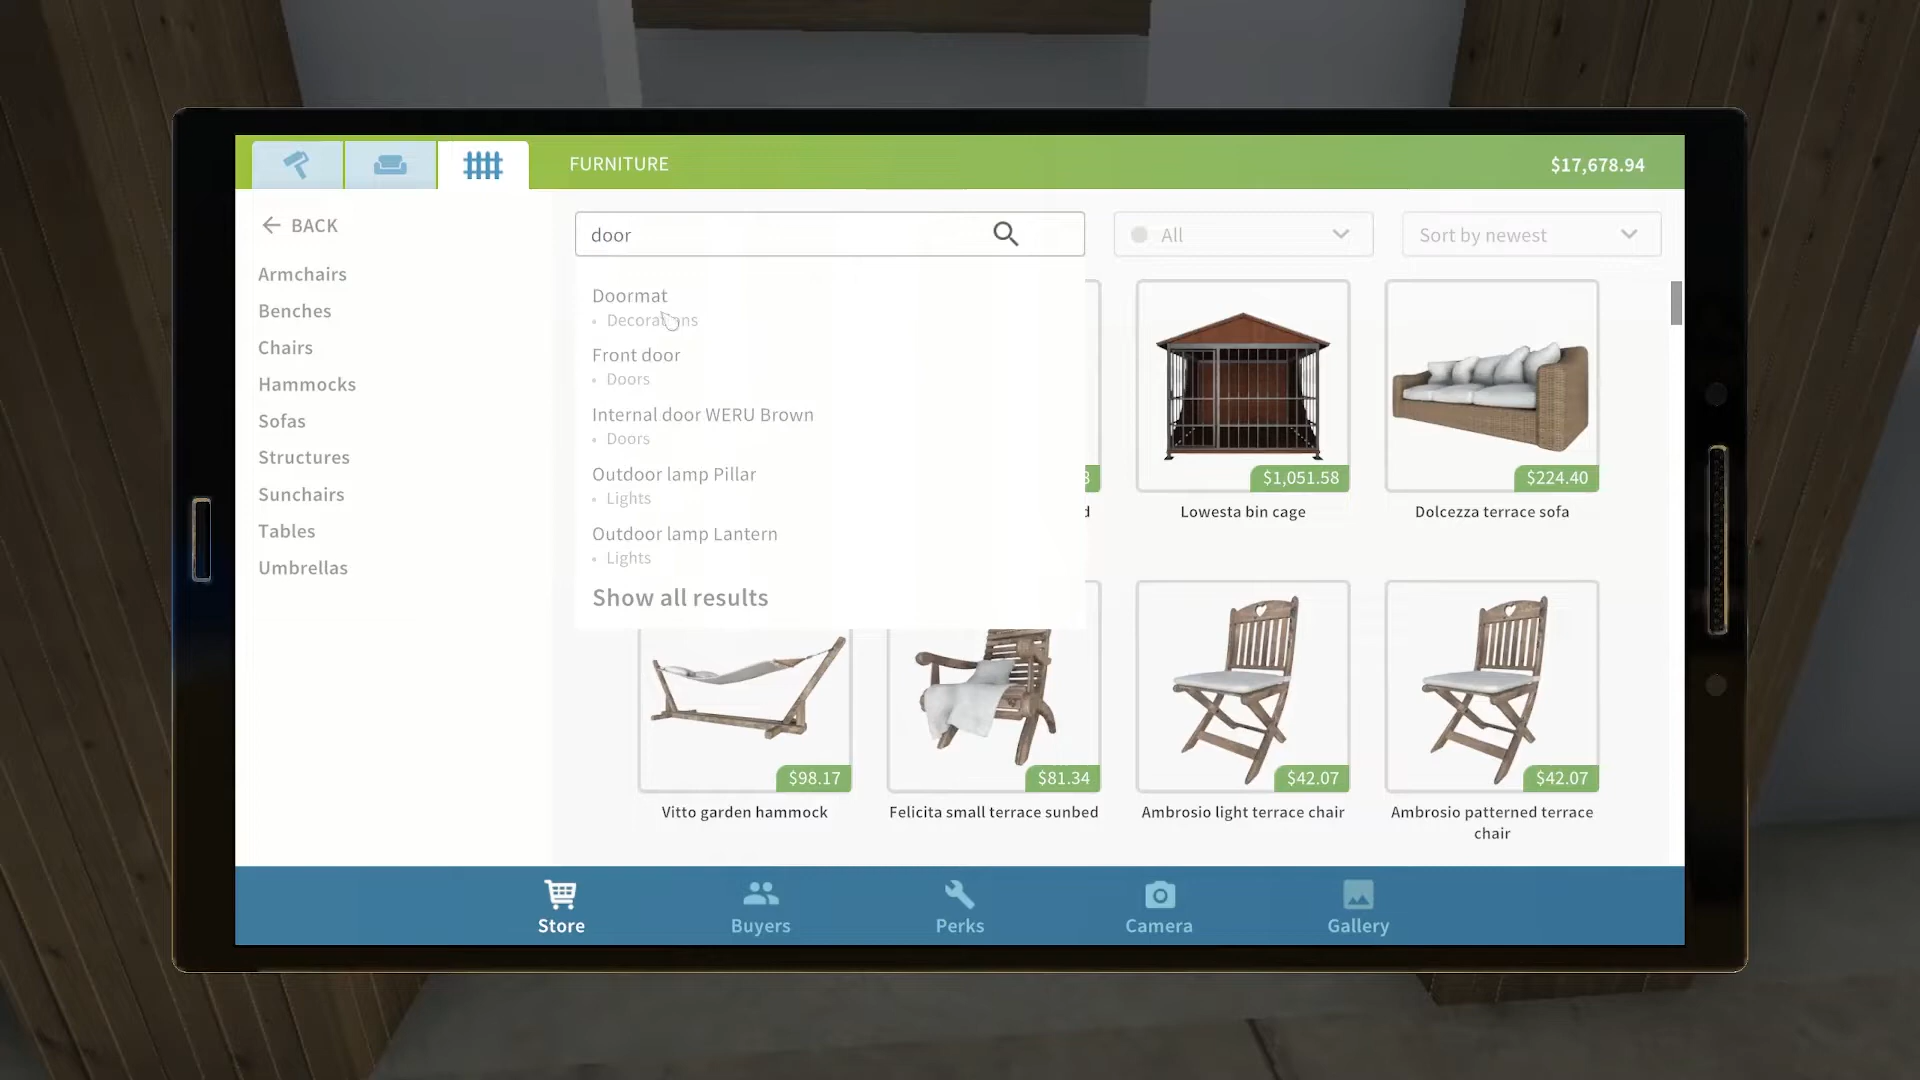 FURNITURE
$17,678.94
BACK
Armchairs
Benches
Chairs
Hammocks
Sofas
Structures
Sunchairs
Tables
Umbrellas
door
All
Sort by newest
Doormat
Decorations
Front door
Doors
Internal door WERU Brown
Doors
Outdoor lamp Pillar
Lights
Outdoor lamp Lantern
Lights
Show all results
3
d
$1,051.58
Lowesta bin cage
$224.40
Dolcezza terrace sofa
$98.17
Vitto garden hammock
$81.34
Felicita small terrace sunbed
$42.07
Ambrosio light terrace chair
$42.07
Ambrosio patterned terrace
chair
Store
Buyers
Perks
Camera
Gallery